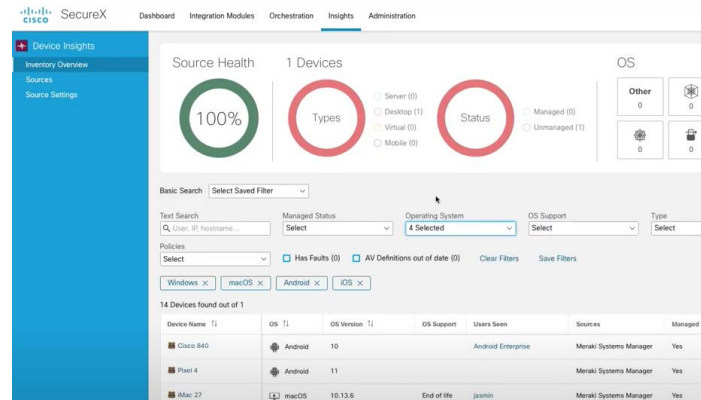 CISCO SecureX Dashboard Integration Modules Orchestration Insights Administration
Device Insights
Inventory Overview
Sources
Source Settings
Source Health 1 Devices OS
100%
Types
Server (0)
Desktop (1)
Virtual (0)
Mobile (0)
Status
Managed (0)
Unmanaged (1)
Other
0
0
0
0
Basic Search Select Saved Filter
Text Search Managed Status Operating System OS Support Type
User, IP, hostname... Select 4 Selected Select Select
Policies
Select Has Faults (0) AV Definitions out of date (0) Clear Filters Save Filters
Windows × macOS × Android × iOS ×
14 Devices found out of 1
Device Name OS OS Version OS Support Users Seen Sources Managed
Cisco 840 Android 10 Android Enterprise Meraki Systems Manager Yes
Pixel 4 Android 11 Meraki Systems Manager Yes
iMac 27 macOS 10.13.6 End of life jasmin Meraki Systems Manager Yes